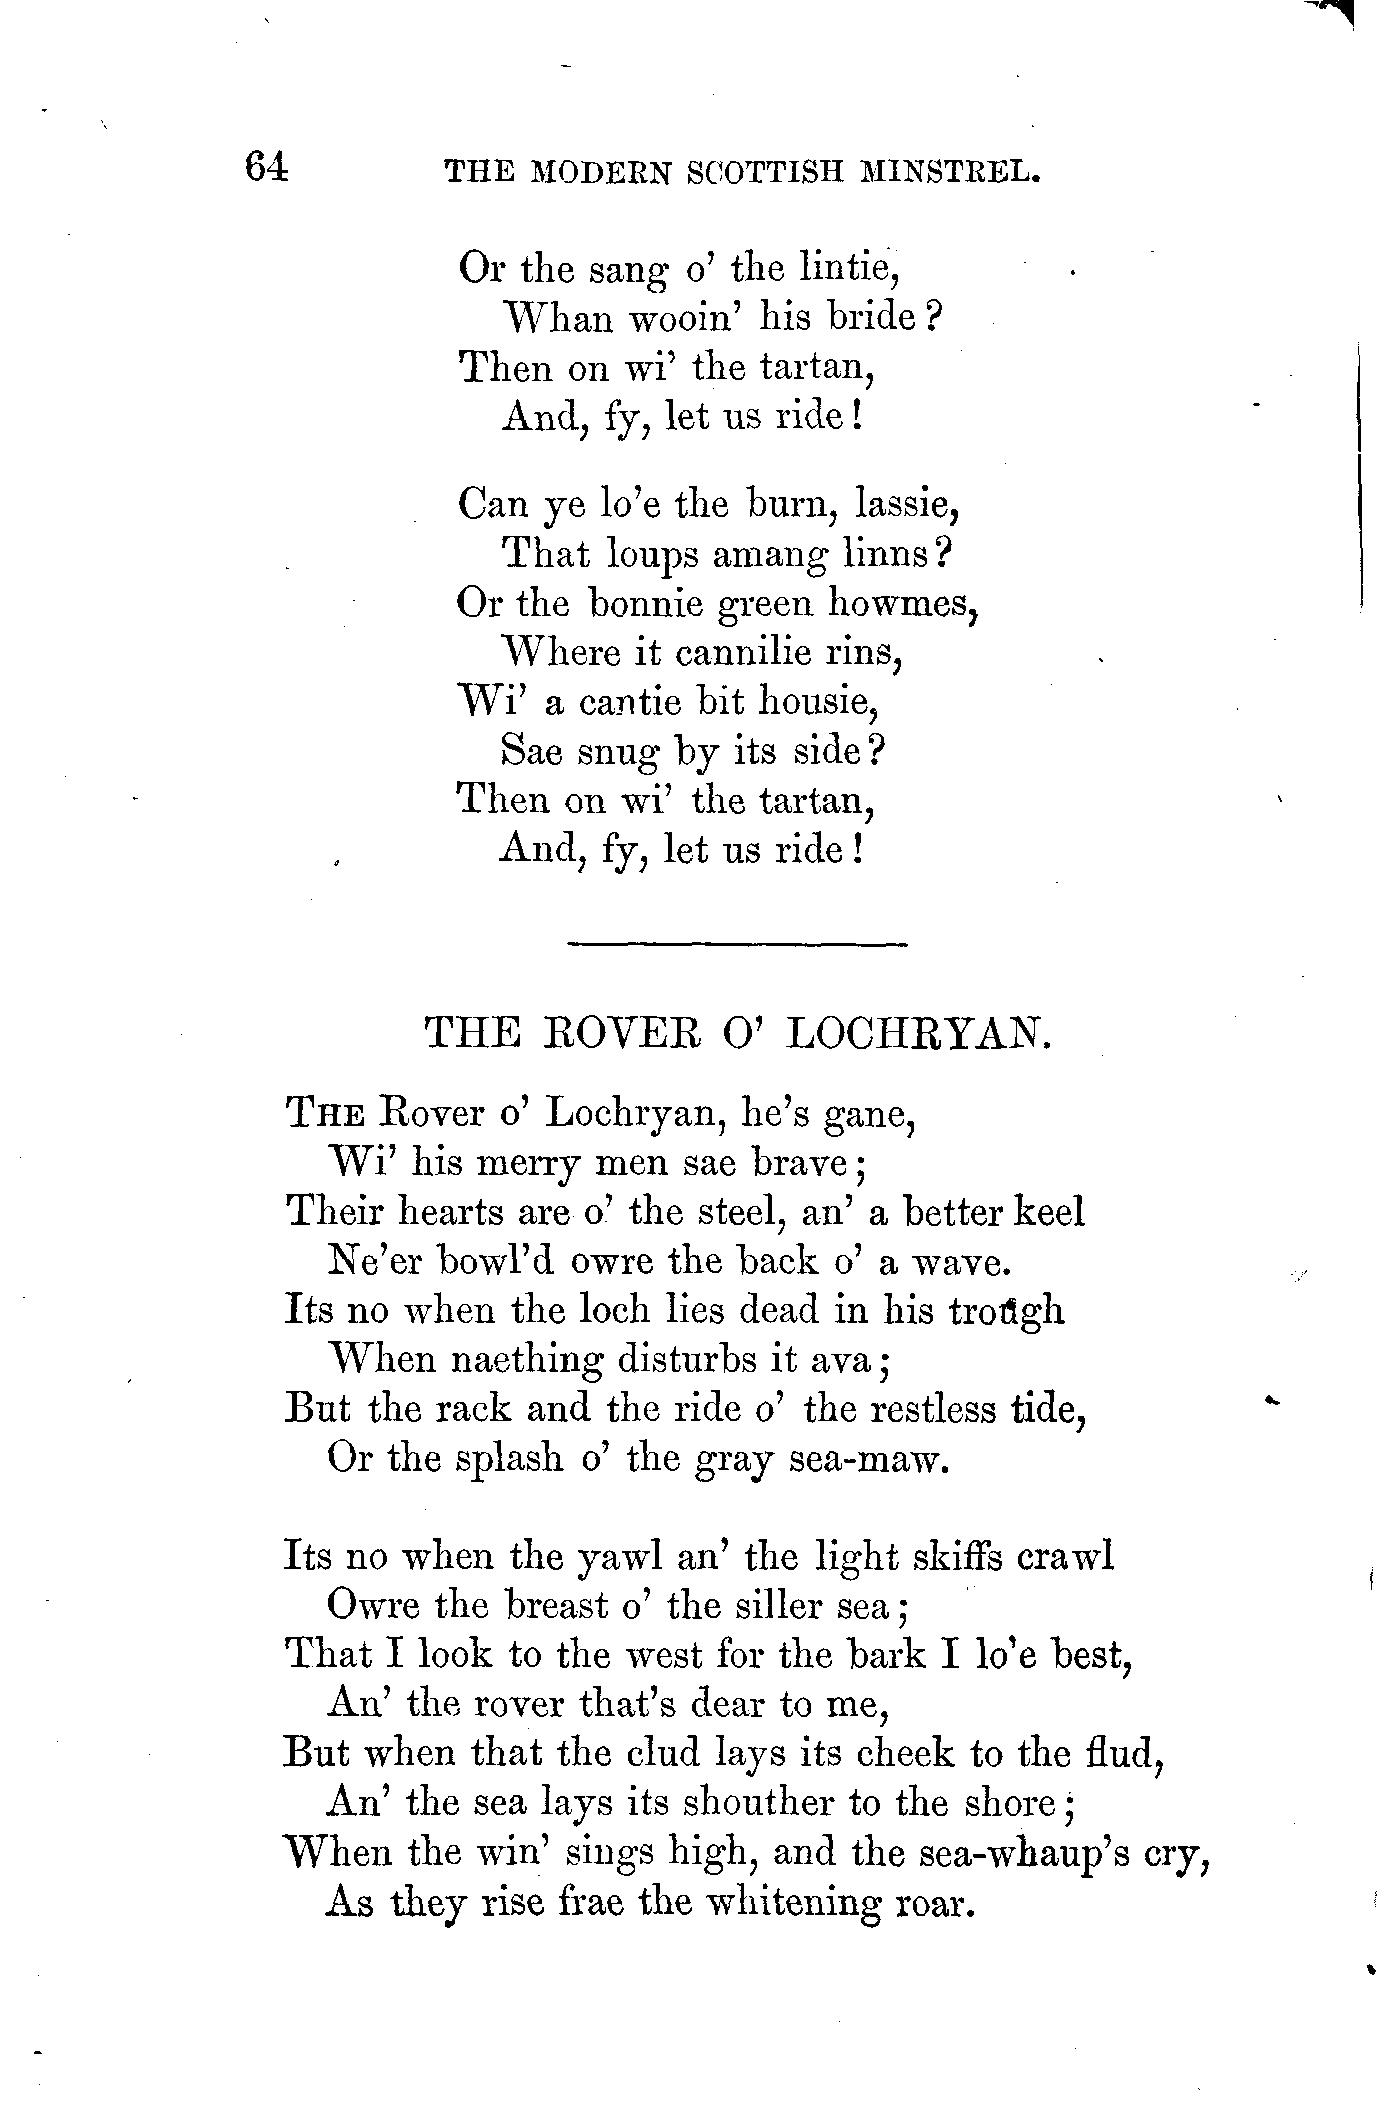 64 THE MODERN SCOTTISH MINSTREL.
Or the sang o' the lintie,
Whan wooin' his bride?
Then on wi' the tartan,
And, fy, let us ride!
Can ye lo'e the burn, lassie,
That loups amang linns?
Or the bonnie green howmes,
Where it cannilie rins,
Wi' a cantie bit housie,
Sae snug by its side?
Then on wi' the tartan,
And, fy, let us ride!
THE ROVER O' LOCHRYAN.
THE Rover o' Lochryan, he's gane,
Wi' his merry men sae brave;
Their hearts are o' the steel, an' a better keel
Ne'er bowl'd owre the back o' a wave.
Its no when the loch lies dead in his trough
When naething disturbs it ava;
But the rack and the ride o' the restless tide,
Or the splash o' the gray sea-maw.
Its no when the yawl an' the light skiffs crawl
Owre the breast o' the siller sea;
That I look to the west for the bark I lo'e best,
An' the rover that's dear to me,
But when that the clud lays its cheek to the flud,
An' the sea lays its shouther to the shore;
When the win' sings high, and the sea-whaup's cry,
As they rise frae the whitening roar.